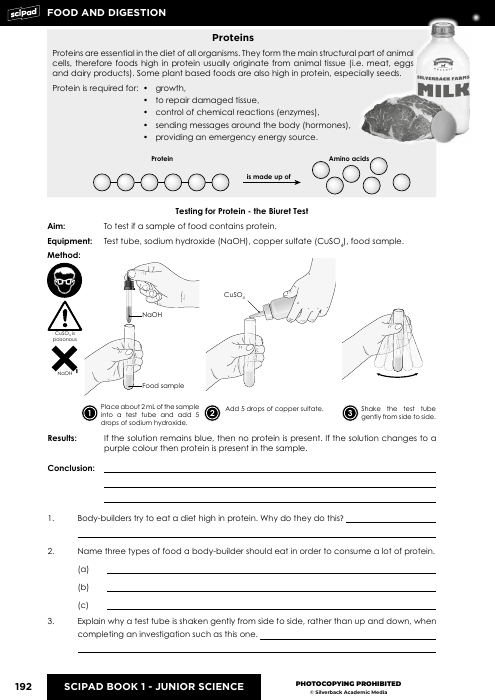 scipad FOOD AND DIGESTION
Proteins
Proteins are essential in the diet of all organisms. They form the main structural part of animal
cells, therefore foods high in protein usually originate from animal tissue (i.e. meat, eggs
and dairy products). Some plant based foods are also high in protein, especially seeds.
Protein is required for: • growth,
• to repair damaged tissue,
• control of chemical reactions (enzymes),
• sending messages around the body (hormones),
• providing an emergency energy source.
SILVERBACK FARMS
MILK
Protein
is made up of
Amino acids
Testing for Protein - the Biuret Test
Aim: To test if a sample of food contains protein.
Equipment: Test tube, sodium hydroxide (NaOH), copper sulfate (CuSO4), food sample.
Method:
CuSO4 is
poisonous
NaOH
NaOH
Food sample
CuSO4
1 Place about 2 mL of the sample
into a test tube and add 5
drops of sodium hydroxide.
2 Add 5 drops of copper sulfate.
3 Shake the test tube
gently from side to side.
Results: If the solution remains blue, then no protein is present. If the solution changes to a
purple colour then protein is present in the sample.
Conclusion:
1. Body-builders try to eat a diet high in protein. Why do they do this?
2. Name three types of food a body-builder should eat in order to consume a lot of protein.
(a)
(b)
(c)
3. Explain why a test tube is shaken gently from side to side, rather than up and down, when
completing an investigation such as this one.
192 SCIPAD BOOK 1 - JUNIOR SCIENCE
PHOTOCOPYING PROHIBITED
© Silverback Academic Media